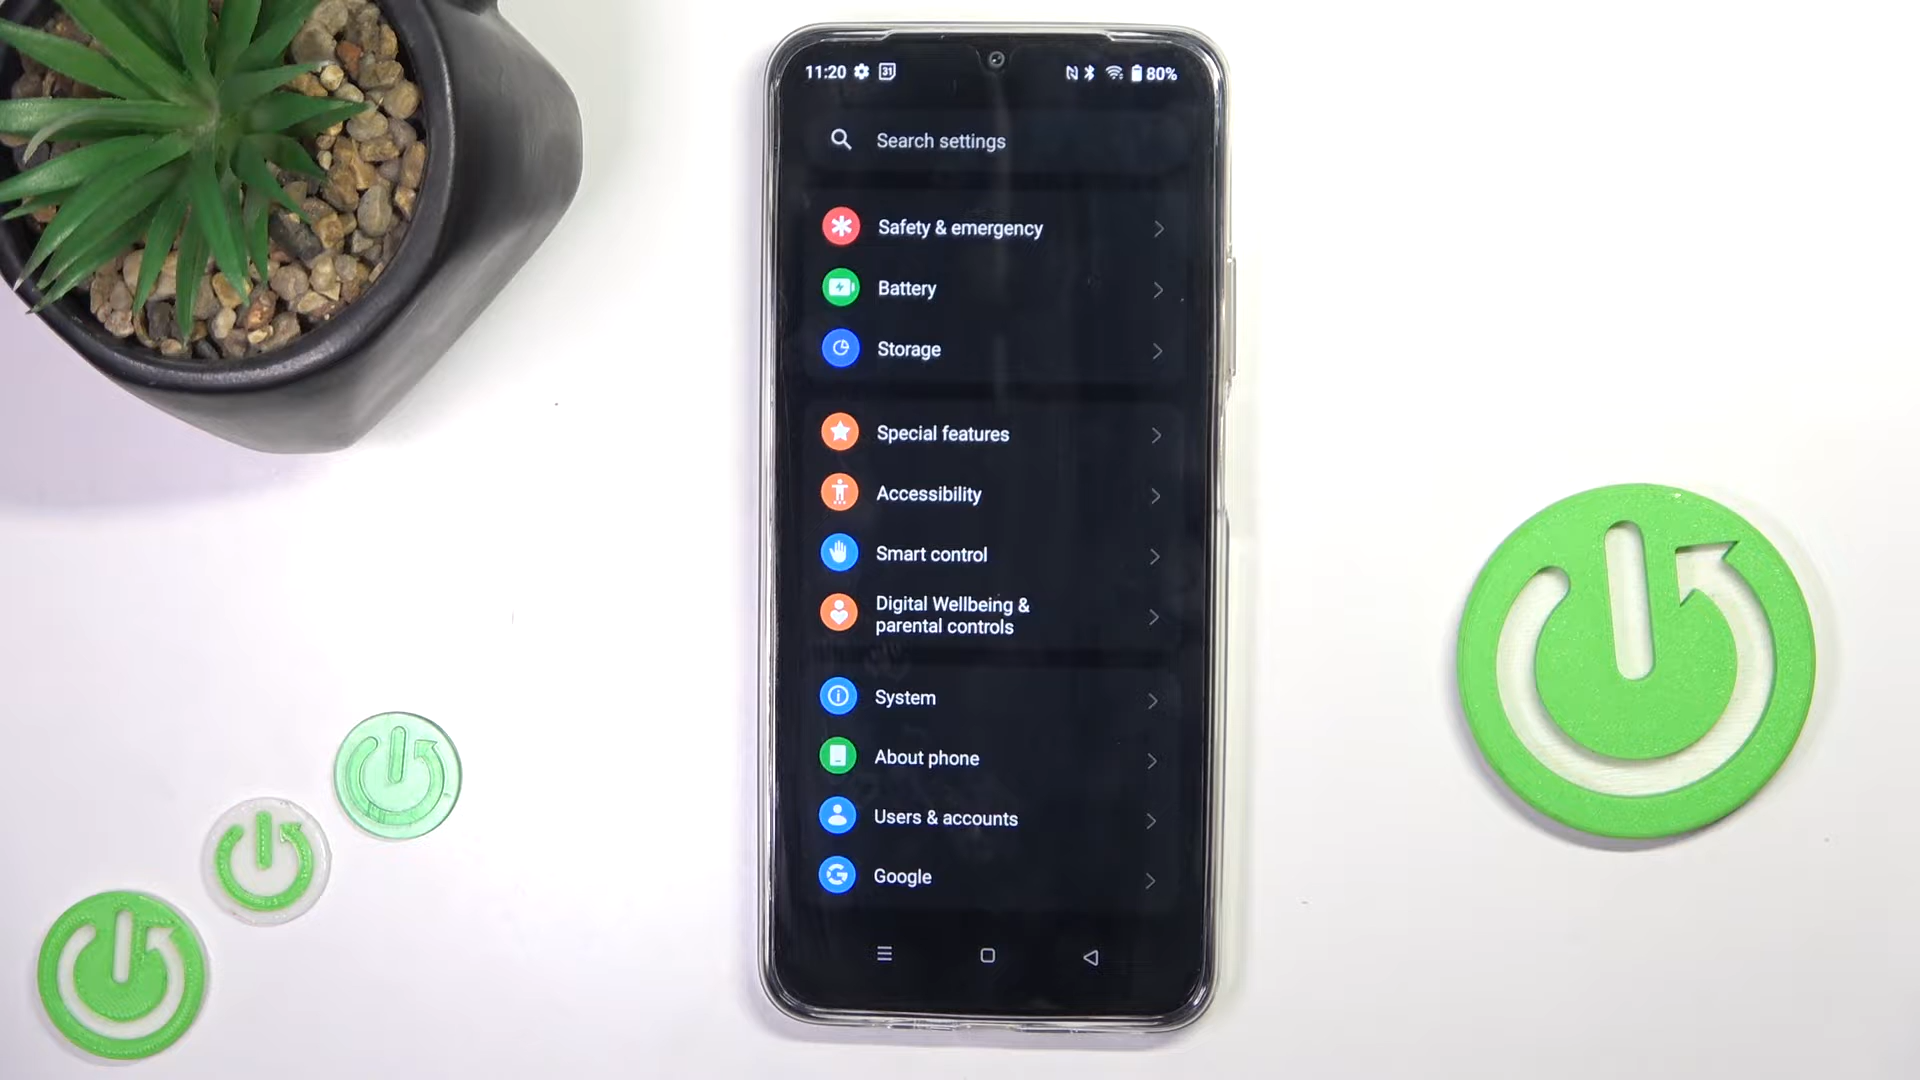 11:20 31 80%
Search settings
Safety & emergency
Battery
Storage
Special features
Accessibility
Smart control
Digital Wellbeing &
parental controls
System
About phone
Users & accounts
Google